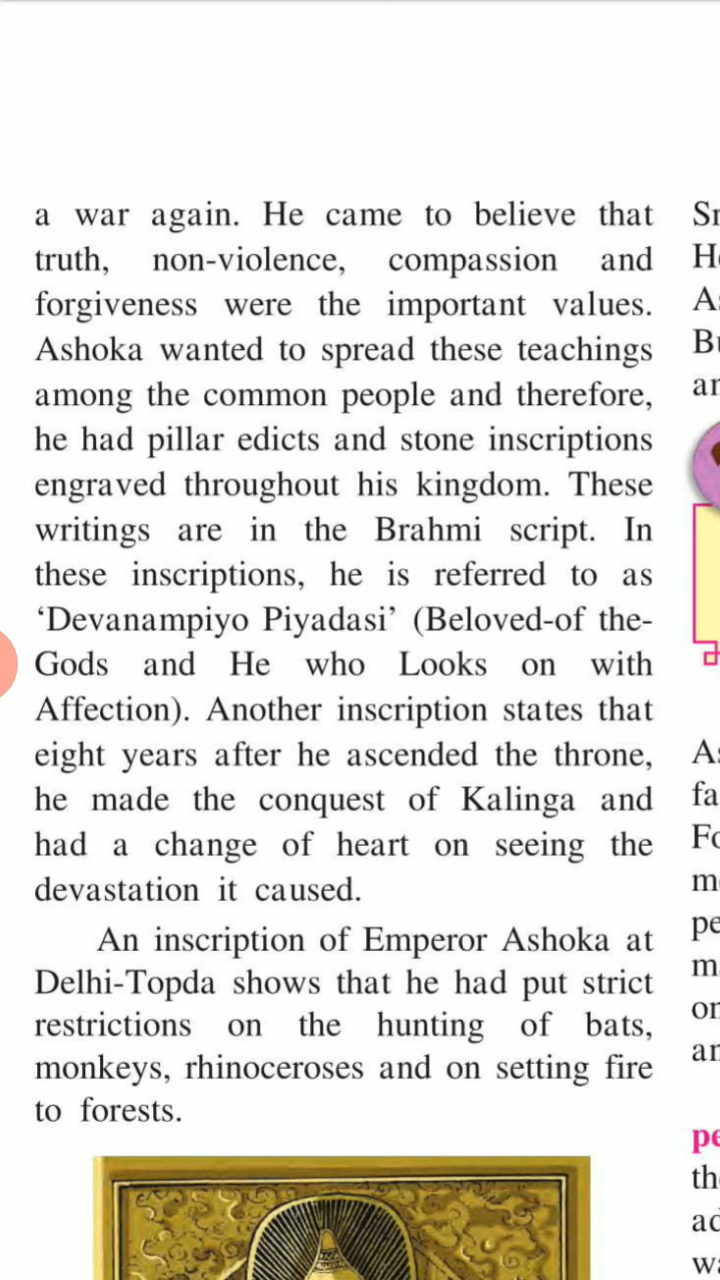 a war again. He came to believe that
truth, non-violence, compassion and
forgiveness were the important values.
Ashoka wanted to spread these teachings
among the common people and therefore,
he had pillar edicts and stone inscriptions
engraved throughout his kingdom. These
writings are in the Brahmi script. In
these inscriptions, he is referred to as
‘Devanampiyo Piyadasi’ (Beloved-of the-
Gods and He who Looks on with
Affection). Another inscription states that
eight years after he ascended the throne,
he made the conquest of Kalinga and
had a change of heart on seeing the
devastation it caused.
An inscription of Emperor Ashoka at
Delhi-Topda shows that he had put strict
restrictions on the hunting of bats,
monkeys, rhinoceroses and on setting fire
to forests.